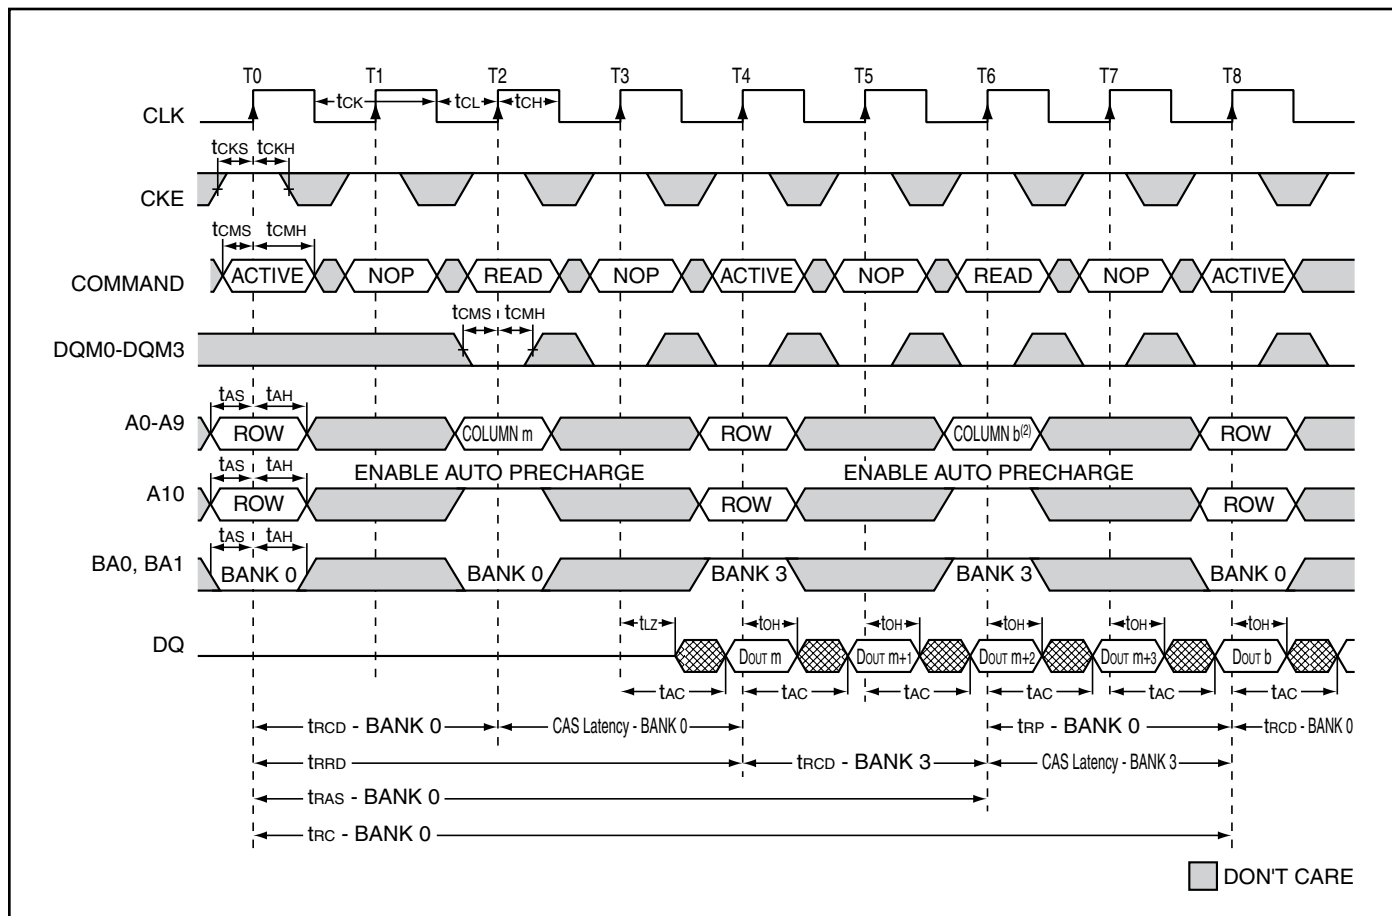 T0 T1 T2 T3 T4 T5 T6 T7 T8
tCK tCL tCH
CLK
tCKS tCKH
CKE
tCMS tCMH
COMMAND ACTIVE NOP READ NOP ACTIVE NOP READ NOP ACTIVE
tCMS tCMH
DQM0-DQM3
tAS tAH
A0-A9 ROW COLUMN m ROW COLUMN b(2) ROW
tAS tAH ENABLE AUTO PRECHARGE ENABLE AUTO PRECHARGE
A10 ROW ROW ROW
tAS tAH
BA0, BA1 BANK 0 BANK 0 BANK 3 BANK 3 BANK 0
tLZ tOH tOH tOH tOH tOH
DQ DOUT m DOUT m+1 DOUT m+2 DOUT m+3 DOUT b
tAC tAC tAC tAC tAC tAC
tRCD - BANK 0 CAS Latency - BANK 0 tRP - BANK 0 tRCD - BANK 0
tRRD tRCD - BANK 3 CAS Latency - BANK 3
tRAS - BANK 0
tRC - BANK 0
DON'T CARE